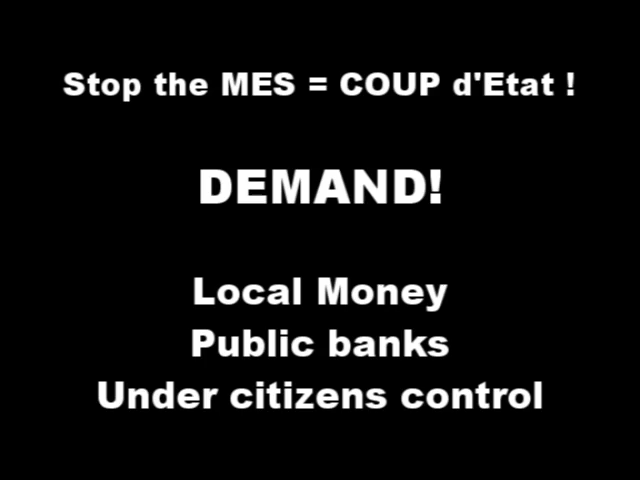 Stop the MES = COUP d'Etat !
DEMAND!
Local Money
Public banks
Under citizens control